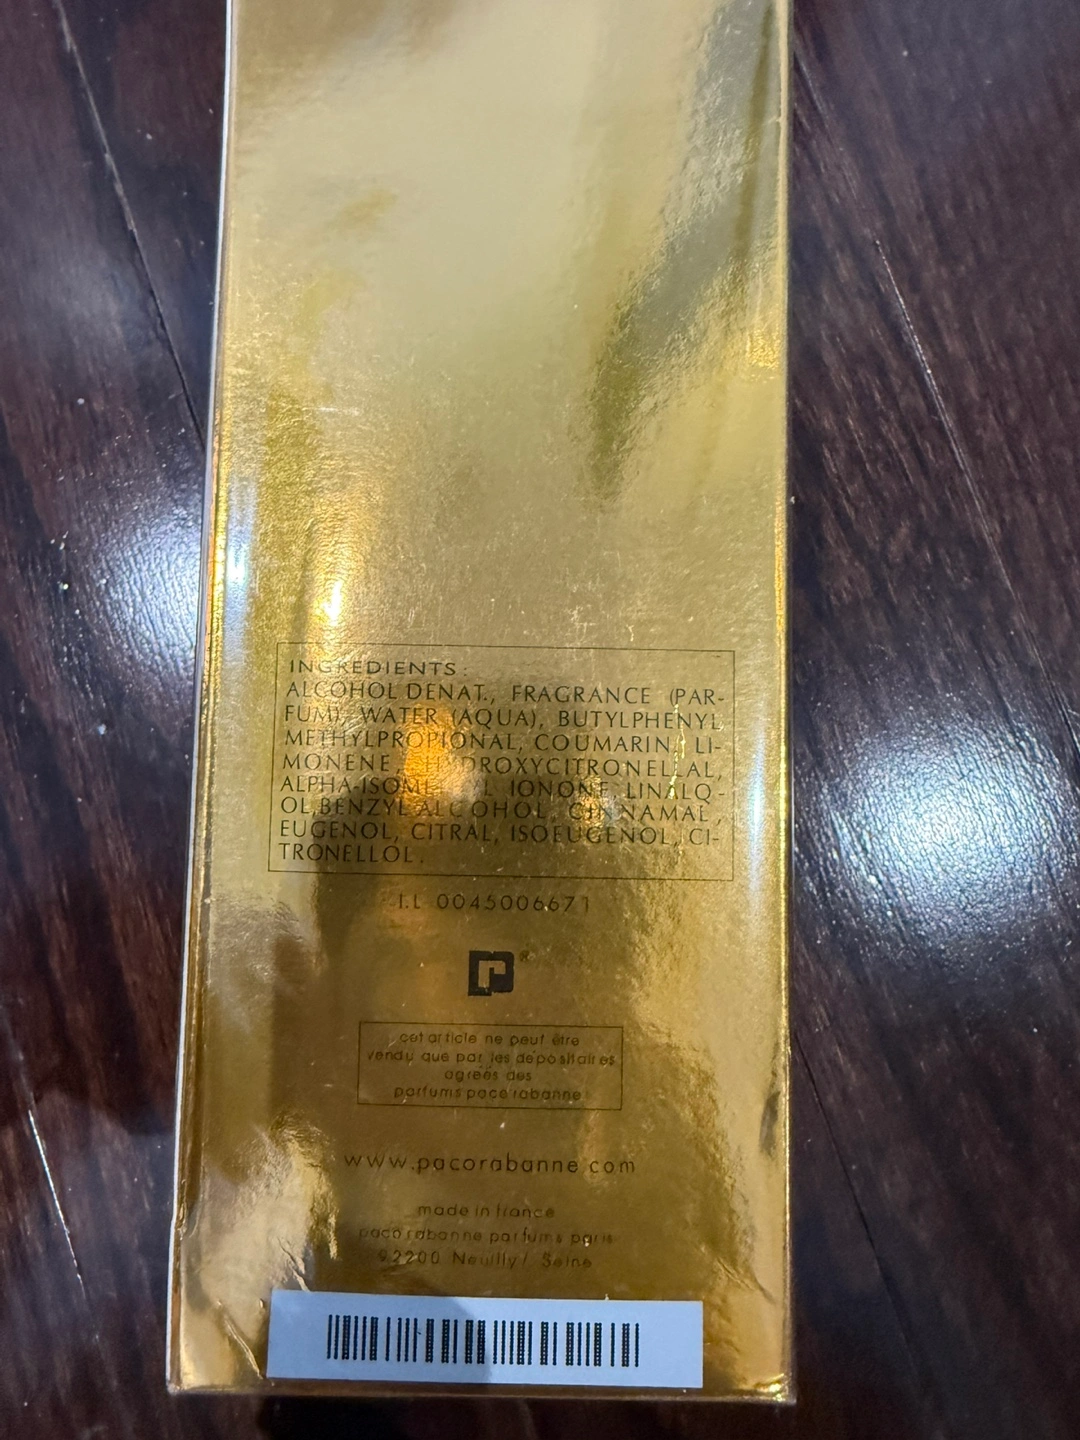 INGREDIENTS:
ALCOHOL DENAT., FRAGRANCE (PAR-
FUM), WATER (AQUA), BUTYLPHENYL
METHYLPROPIONAL, COUMARIN, LI-
MONENE, HYDROXYCITRONELLAL,
IONONE, LINALO-
OL, BENZYL ALCOHOL, CINNAMAL,
EUGENOL, CITRAL, ISOEUGENOL, CI-
TRONELLOL.
I.L 0045006671
r®
cet article ne peut être
vendu que par les dépositaires
agréés des
parfums paco rabanne
www.pacorabanne.com
made in france
paco rabanne parfums paris
92200 Neuilly/ Seine